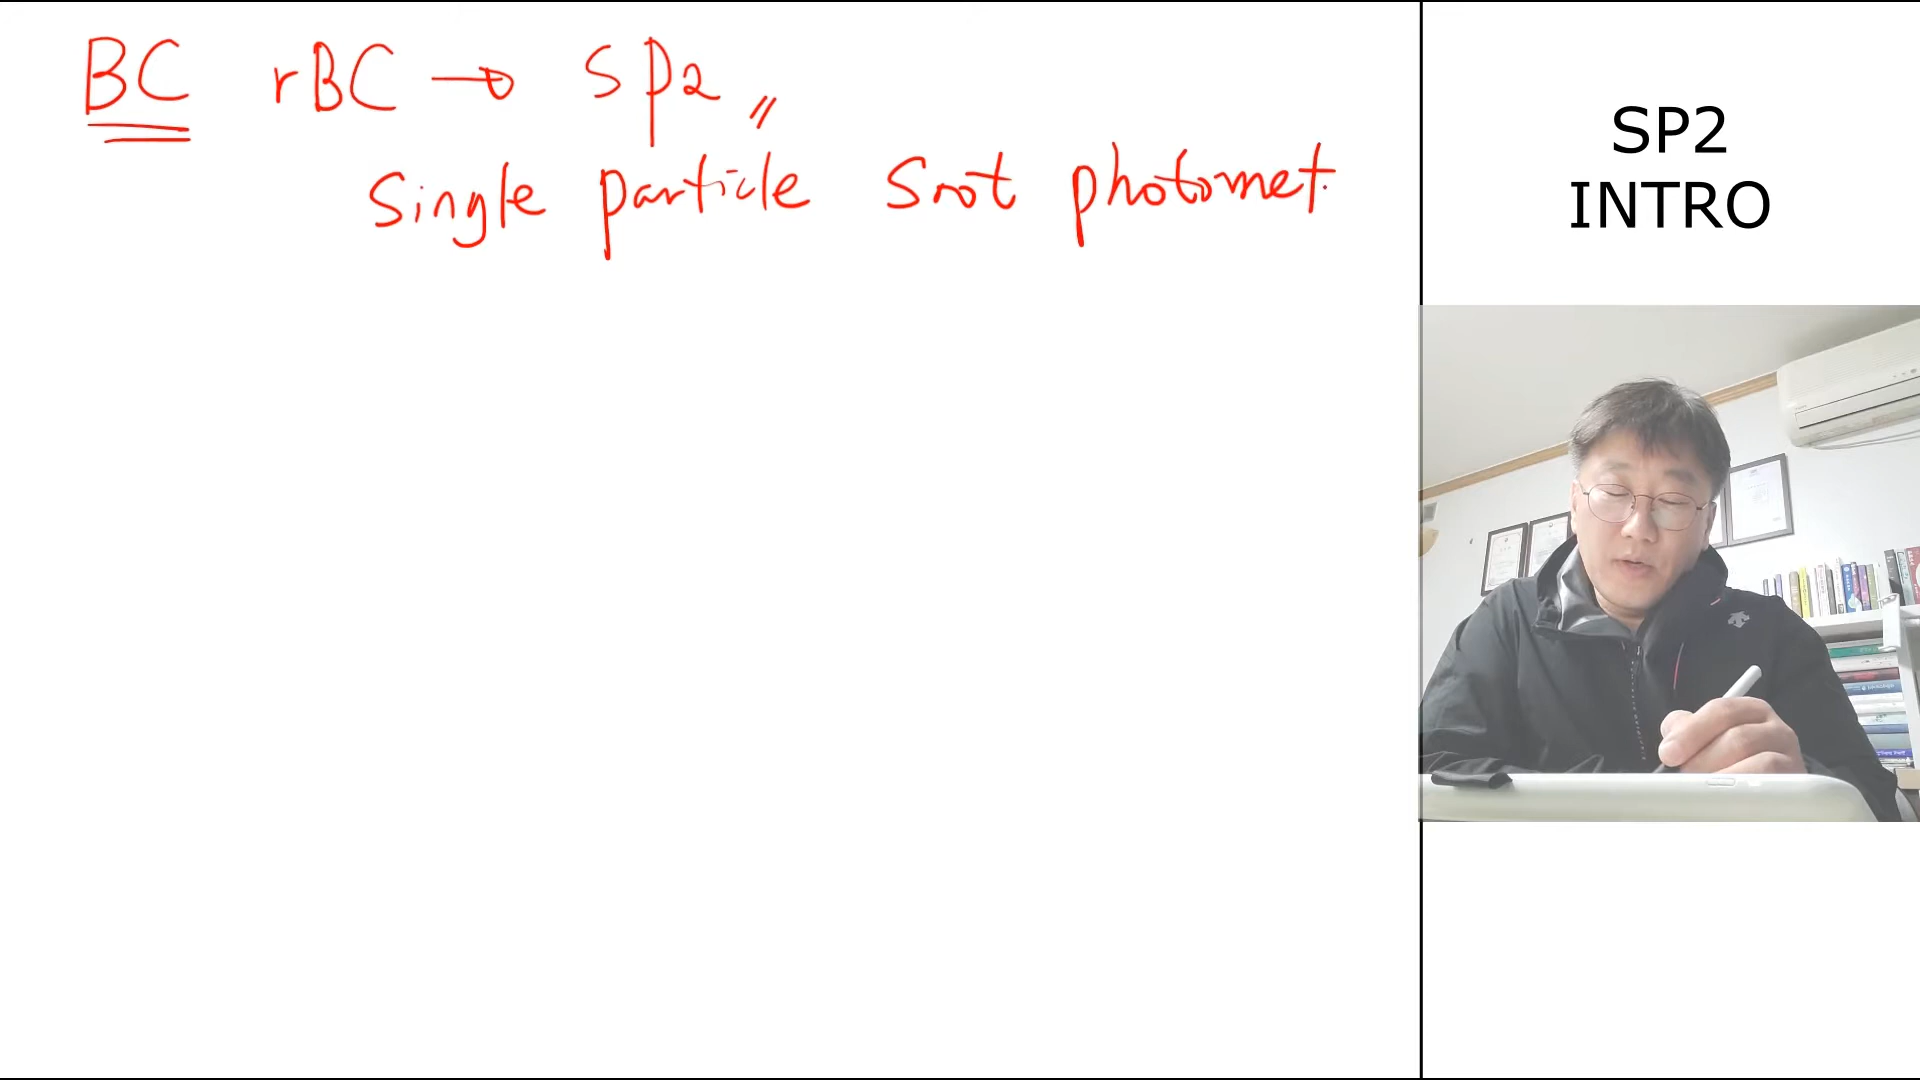 BC rBC → SP2 〃
Single particle Soot photomet.
SP2
INTRO